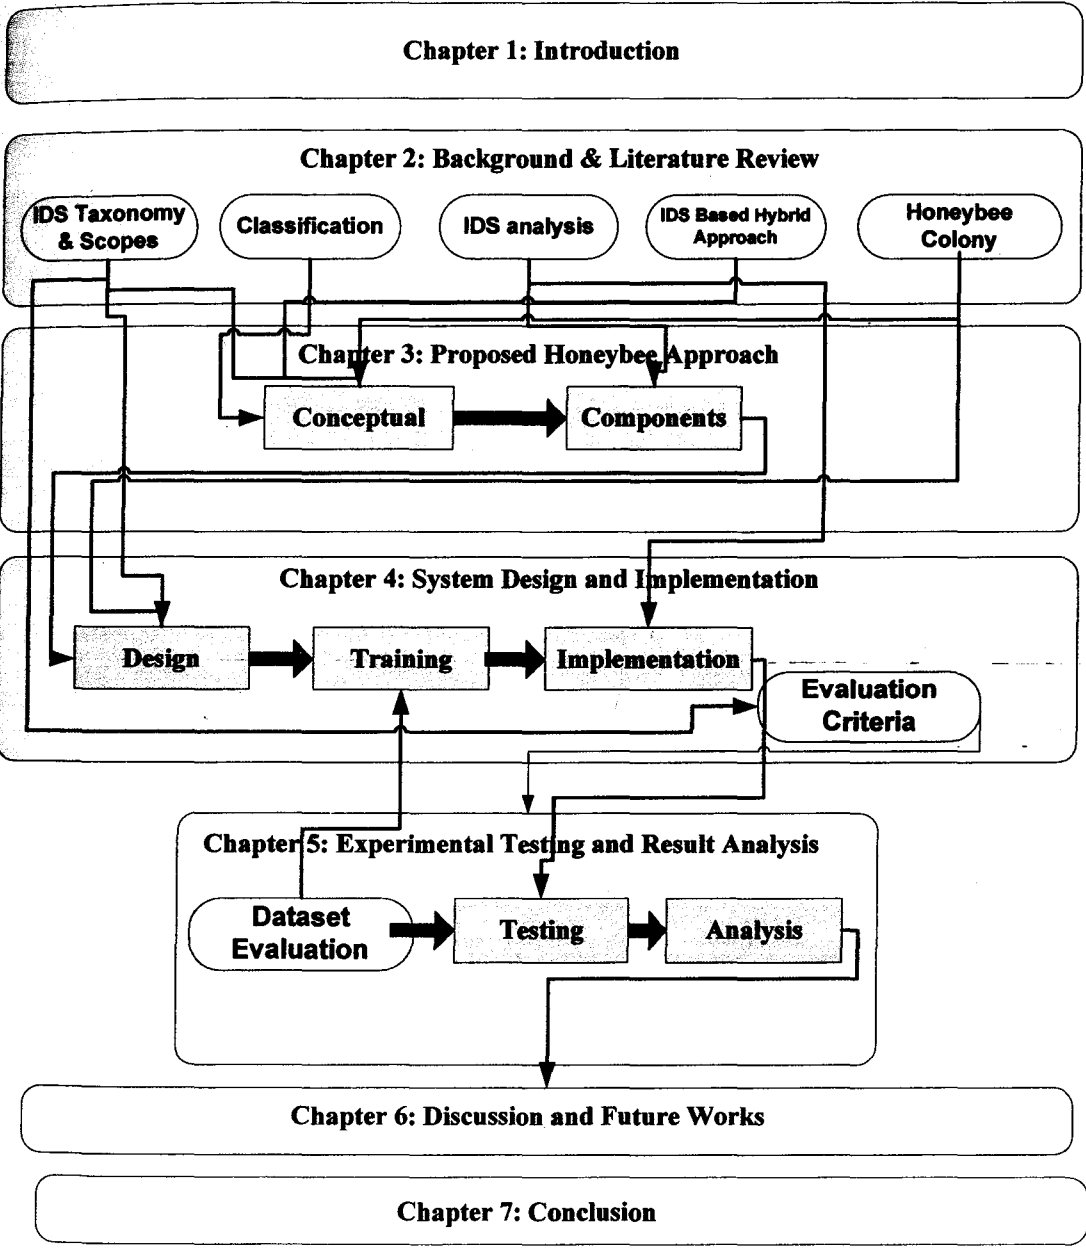 Chapter 1: Introduction
Chapter 2: Background & Literature Review
IDS Taxonomy
& Scopes
Classification
IDS analysis
IDS Based Hybrid
Approach
Honeybee
Colony
Chapter 3: Proposed Honeybee Approach
Conceptual
Components
Chapter 4: System Design and Implementation
Design
Training
Implementation
Evaluation
Criteria
Chapter 5: Experimental Testing and Result Analysis
Dataset
Evaluation
Testing
Analysis
Chapter 6: Discussion and Future Works
Chapter 7: Conclusion